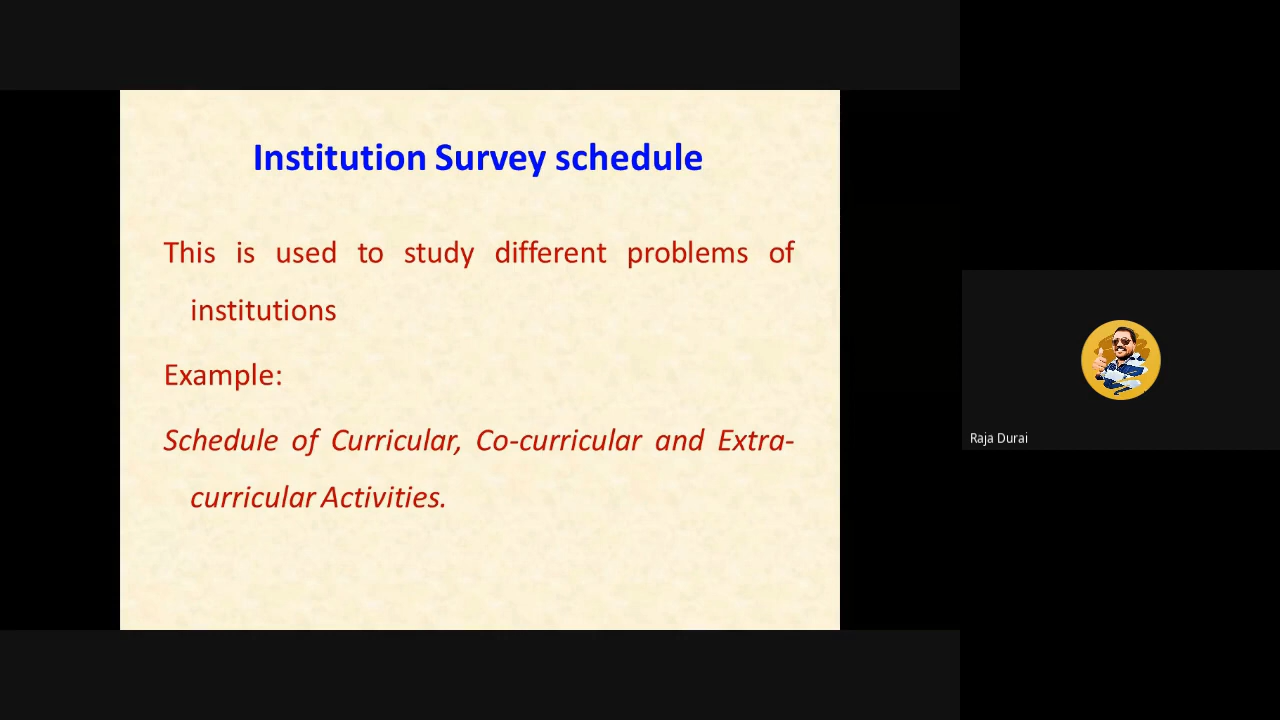 Institution Survey schedule
This is used to study different problems of
institutions
Example:
Schedule of Curricular, Co-curricular and Extra-
curricular Activities.
Raja Durai